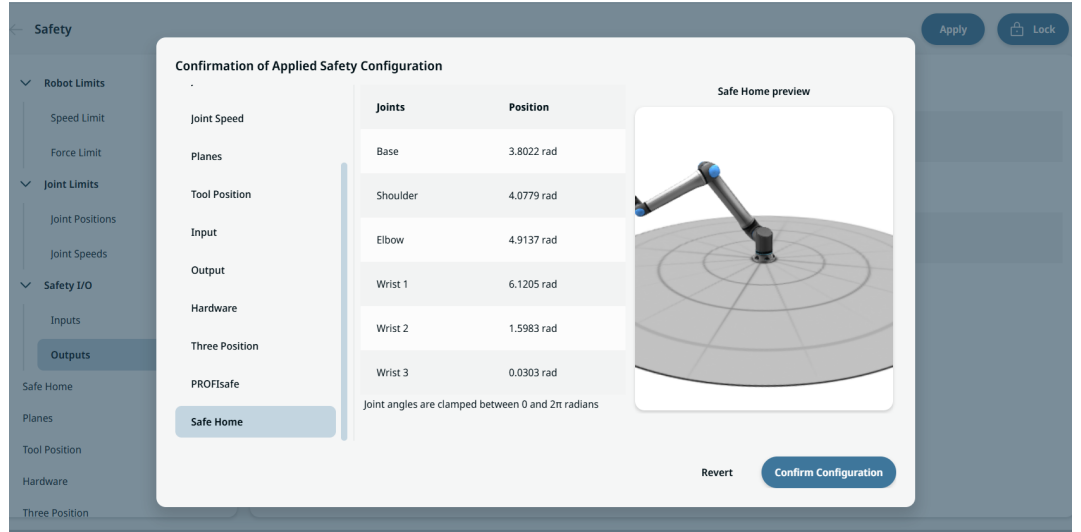 Safety
Apply
Lock
Robot Limits
Speed Limit
Force Limit
Joint Limits
Joint Positions
Joint Speeds
Safety I/O
Inputs
Outputs
Safe Home
Planes
Tool Position
Hardware
Three Position
Confirmation of Applied Safety Configuration
Joint Speed
Planes
Tool Position
Input
Output
Hardware
Three Position
PROFIsafe
Safe Home
Joints Position
Base 3.8022 rad
Shoulder 4.0779 rad
Elbow 4.9137 rad
Wrist 1 6.1205 rad
Wrist 2 1.5983 rad
Wrist 3 0.0303 rad
Joint angles are clamped between 0 and 2π radians
Safe Home preview
Revert
Confirm Configuration